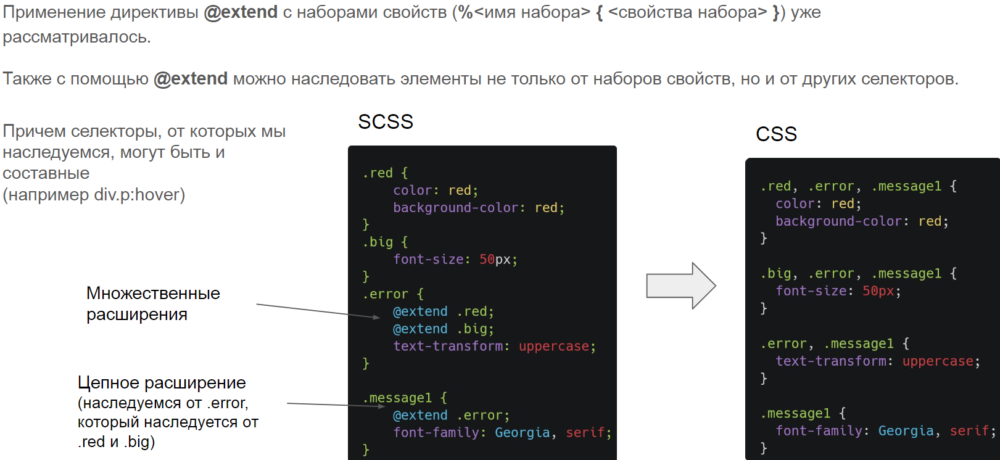 Применение директивы @extend с наборами свойств (%<имя набора> { <свойства набора> }) уже
рассматривалось.
Также с помощью @extend можно наследовать элементы не только от наборов свойств, но и от других селекторов.
Причем селекторы, от которых мы
наследуемся, могут быть и
составные
(например div.p:hover)
Множественные
расширения
Цепное расширение
(наследуемся от .error,
который наследуется от
.red и .big)
SCSS
.red {
    color: red;
    background-color: red;
}
.big {
    font-size: 50px;
}
.error {
    @extend .red;
    @extend .big;
    text-transform: uppercase;
}
.message1 {
    @extend .error;
    font-family: Georgia, serif;
}
CSS
.red, .error, .message1 {
  color: red;
  background-color: red;
}
.big, .error, .message1 {
  font-size: 50px;
}
.error, .message1 {
  text-transform: uppercase;
}
.message1 {
  font-family: Georgia, serif;
}